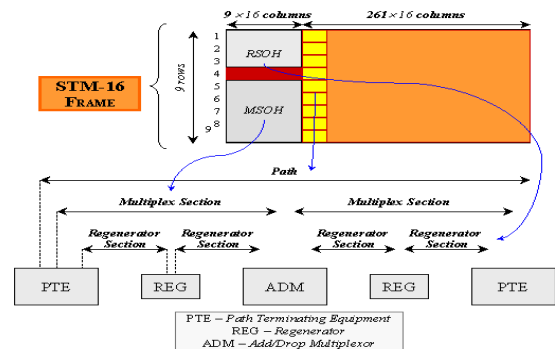 9 ×16 columns
261×16 columns
1
2
3
4
5
6
7
8
9
9 rows
RSOH
MSOH
STM-16
FRAME
Path
Multiplex Section
Multiplex Section
Regenerator
Section
Regenerator
Section
Regenerator
Section
Regenerator
Section
PTE
REG
ADM
REG
PTE
PTE – Path Terminating Equipment
REG – Regenerator
ADM – Add/Drop Multiplexor